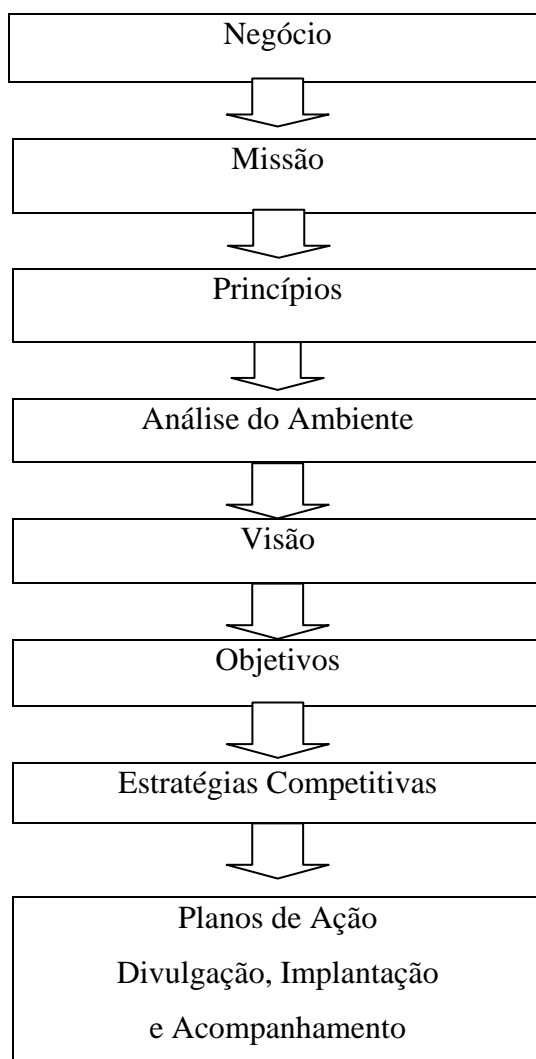 Negócio
Missão
Princípios
Análise do Ambiente
Visão
Objetivos
Estratégias Competitivas
Planos de Ação
Divulgação, Implantação
e Acompanhamento